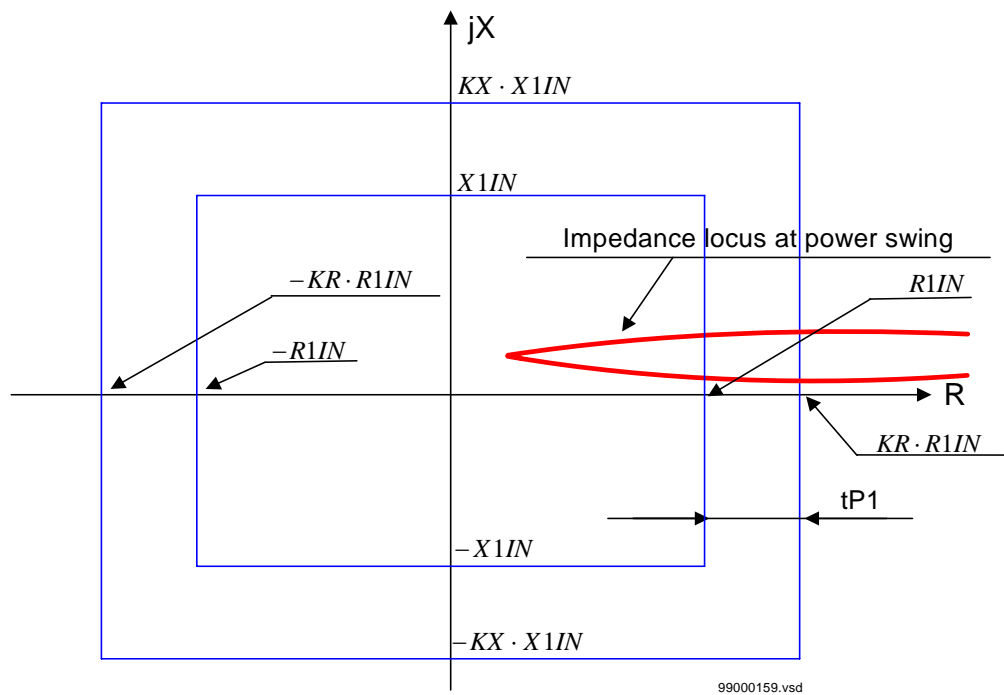 jX
KX · X1IN
X1IN
Impedance locus at power swing
−KR · R1IN
R1IN
−R1IN
R
KR · R1IN
tP1
−X1IN
−KX · X1IN
99000159.vsd